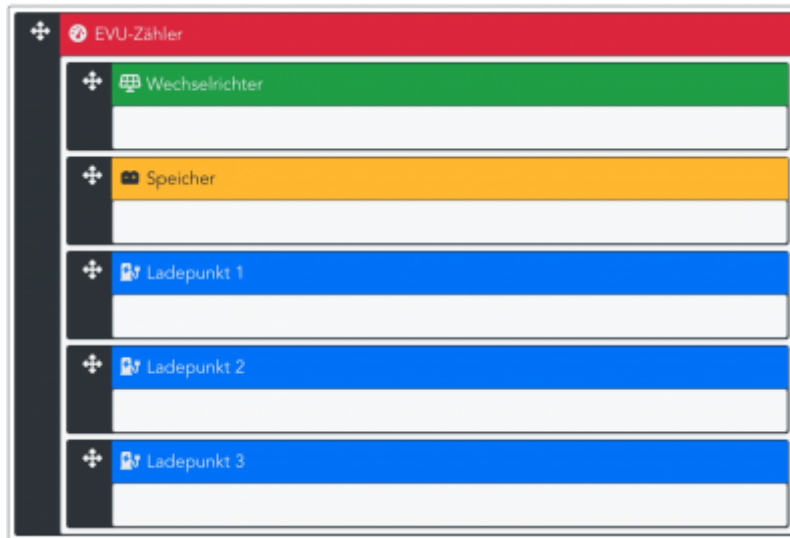 EVU-Zähler
Wechselrichter
Speicher
Ladepunkt 1
Ladepunkt 2
Ladepunkt 3